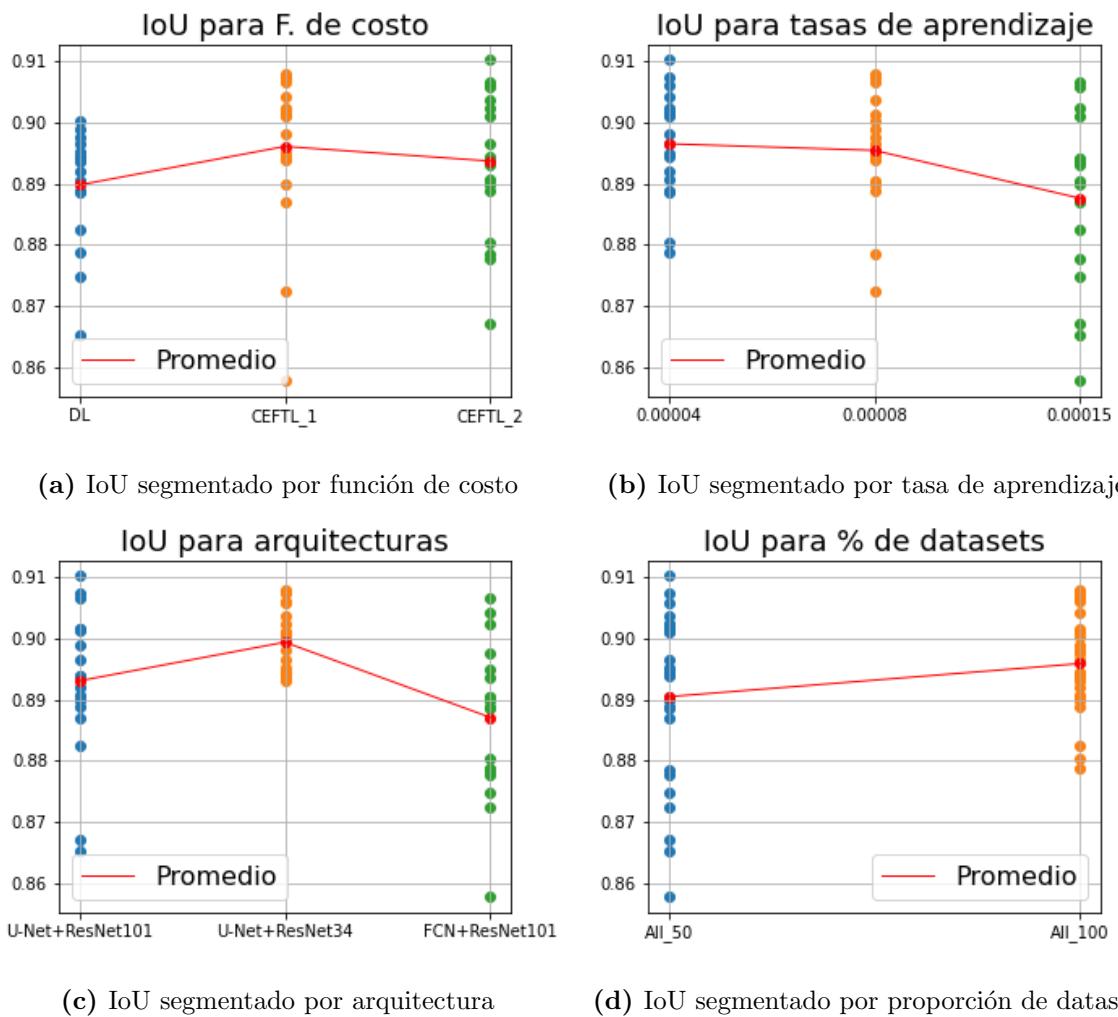 IoU para F. de costo
0.91
0.90
0.89
0.88
0.87
0.86
Promedio
DL CEFTL_1 CEFTL_2
(a) IoU segmentado por función de costo
IoU para tasas de aprendizaje
0.91
0.90
0.89
0.88
0.87
0.86
Promedio
0.00004 0.00008 0.00015
(b) IoU segmentado por tasa de aprendizaje
IoU para arquitecturas
0.91
0.90
0.89
0.88
0.87
0.86
Promedio
U-Net+ResNet101 U-Net+ResNet34 FCN+ResNet101
(c) IoU segmentado por arquitectura
IoU para % de datasets
0.91
0.90
0.89
0.88
0.87
0.86
Promedio
All_50 All_100
(d) IoU segmentado por proporción de datas